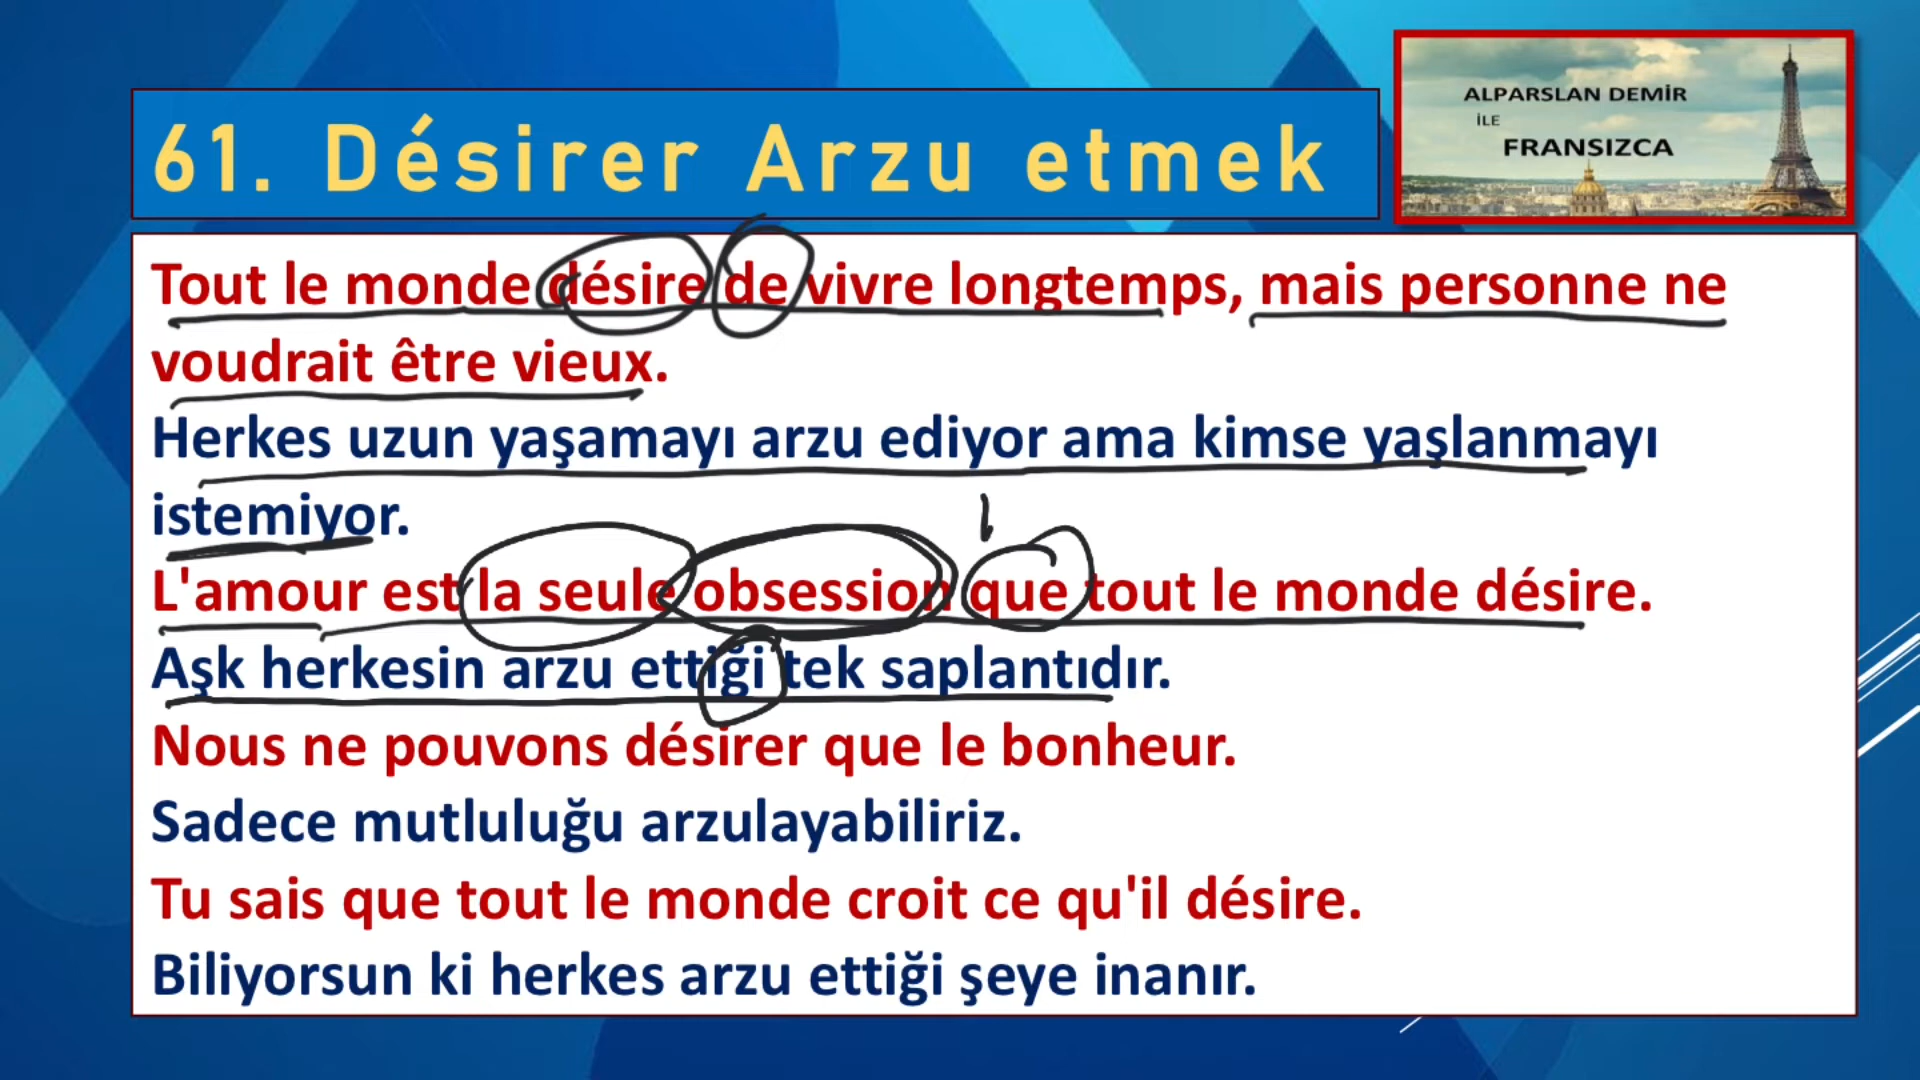 ALPARSLAN DEMİR
İLE
FRANSIZCA
61. Désirer Arzu etmek
Tout le monde désire de vivre longtemps, mais personne ne
voudrait être vieux.
Herkes uzun yaşamayı arzu ediyor ama kimse yaşlanmayı
istemiyor.
L'amour est la seule obsession que tout le monde désire.
Aşk herkesin arzu ettiği tek saplantıdır.
Nous ne pouvons désirer que le bonheur.
Sadece mutluluğu arzulayabiliriz.
Tu sais que tout le monde croit ce qu'il désire.
Biliyorsun ki herkes arzu ettiği şeye inanır.